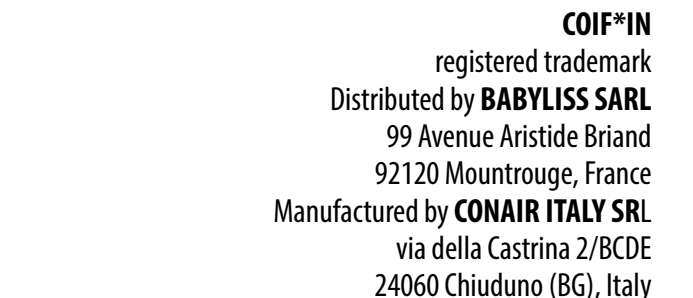 COIF*IN
registered trademark
Distributed by BABYLISS SARL
99 Avenue Aristide Briand
92120 Mountrouge, France
Manufactured by CONAIR ITALY SRL
via della Castrina 2/BCDE
24060 Chiuduno (BG), Italy